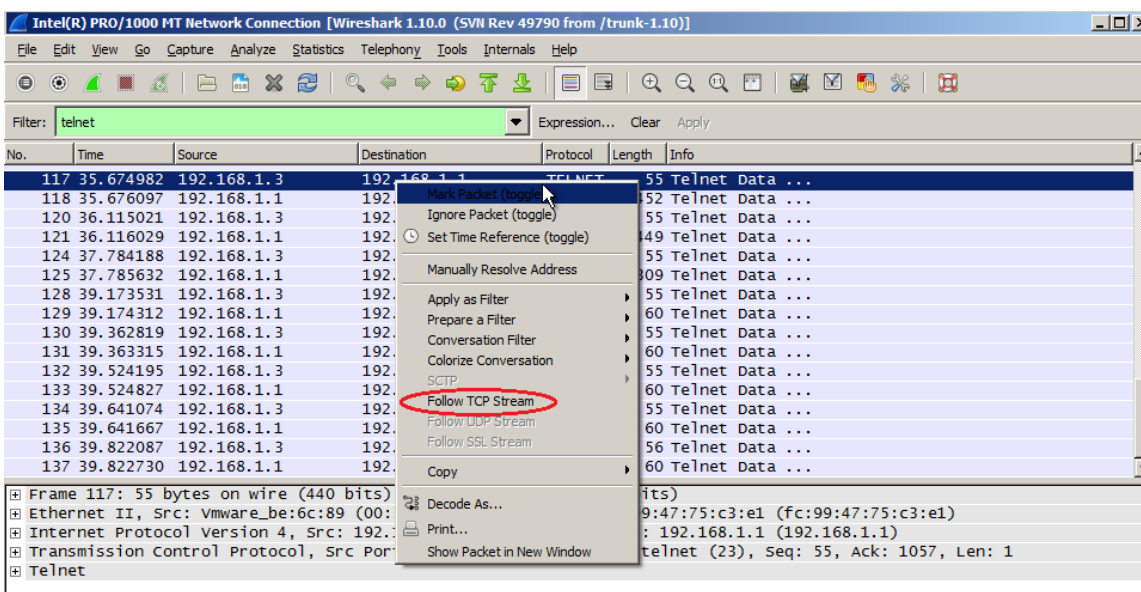 Intel(R) PRO/1000 MT Network Connection [Wireshark 1.10.0 (SVN Rev 49790 from /trunk-1.10)]
File Edit View Go Capture Analyze Statistics Telephony Tools Internals Help
Filter: telnet Expression... Clear Apply
No. Time Source Destination Protocol Length Info
117 35.674982 192.168.1.3 192.168.1.1 TELNET 55 Telnet Data ...
118 35.676097 192.168.1.1 192. 452 Telnet Data ...
120 36.115021 192.168.1.3 192. 55 Telnet Data ...
121 36.116029 192.168.1.1 192. 449 Telnet Data ...
124 37.784188 192.168.1.3 192. 55 Telnet Data ...
125 37.785632 192.168.1.1 192. 309 Telnet Data ...
128 39.173531 192.168.1.3 192. 55 Telnet Data ...
129 39.174312 192.168.1.1 192. 60 Telnet Data ...
130 39.362819 192.168.1.3 192. 55 Telnet Data ...
131 39.363315 192.168.1.1 192. 60 Telnet Data ...
132 39.524195 192.168.1.3 192. 55 Telnet Data ...
133 39.524827 192.168.1.1 192. 60 Telnet Data ...
134 39.641074 192.168.1.3 192. 55 Telnet Data ...
135 39.641667 192.168.1.1 192. 60 Telnet Data ...
136 39.822087 192.168.1.3 192. 56 Telnet Data ...
137 39.822730 192.168.1.1 192. 60 Telnet Data ...
Mark Packet (toggle)
Ignore Packet (toggle)
Set Time Reference (toggle)
Manually Resolve Address
Apply as Filter
Prepare a Filter
Conversation Filter
Colorize Conversation
SCTP
Follow TCP Stream
Follow UDP Stream
Follow SSL Stream
Copy
Decode As...
Print...
Show Packet in New Window
Frame 117: 55 bytes on wire (440 bits) its)
Ethernet II, Src: Vmware_be:6c:89 (00: 9:47:75:c3:e1 (fc:99:47:75:c3:e1)
Internet Protocol Version 4, Src: 192. : 192.168.1.1 (192.168.1.1)
Transmission Control Protocol, Src Por telnet (23), Seq: 55, Ack: 1057, Len: 1
Telnet